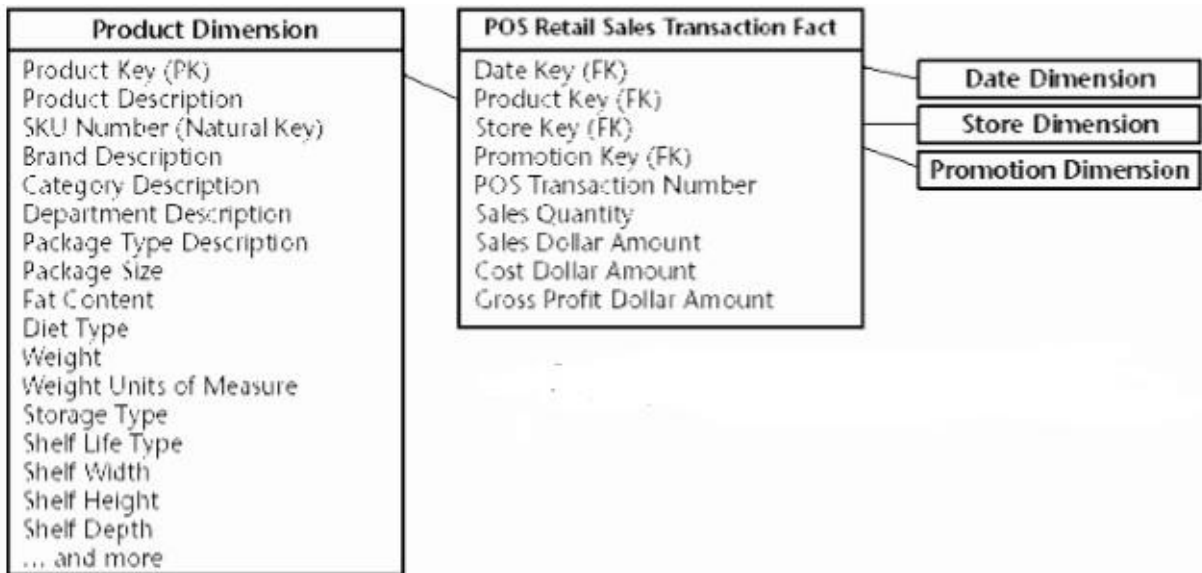 Product Dimension
Product Key (PK)
Product Description
SKU Number (Natural Key)
Brand Description
Category Description
Department Description
Package Type Description
Package Size
Fat Content
Diet Type
Weight
Weight Units of Measure
Storage Type
Shelf Life Type
Shelf Width
Shelf Height
Shelf Depth
... and more
POS Retail Sales Transaction Fact
Date Key (FK)
Product Key (FK)
Store Key (FK)
Promotion Key (FK)
POS Transaction Number
Sales Quantity
Sales Dollar Amount
Cost Dollar Amount
Gross Profit Dollar Amount
Date Dimension
Store Dimension
Promotion Dimension